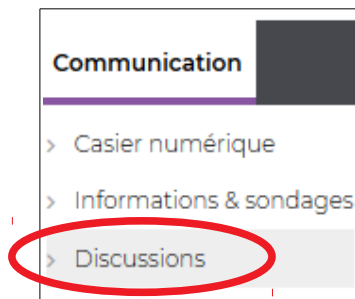 Communication
> Casier numérique
> Informations & sondages
> Discussions